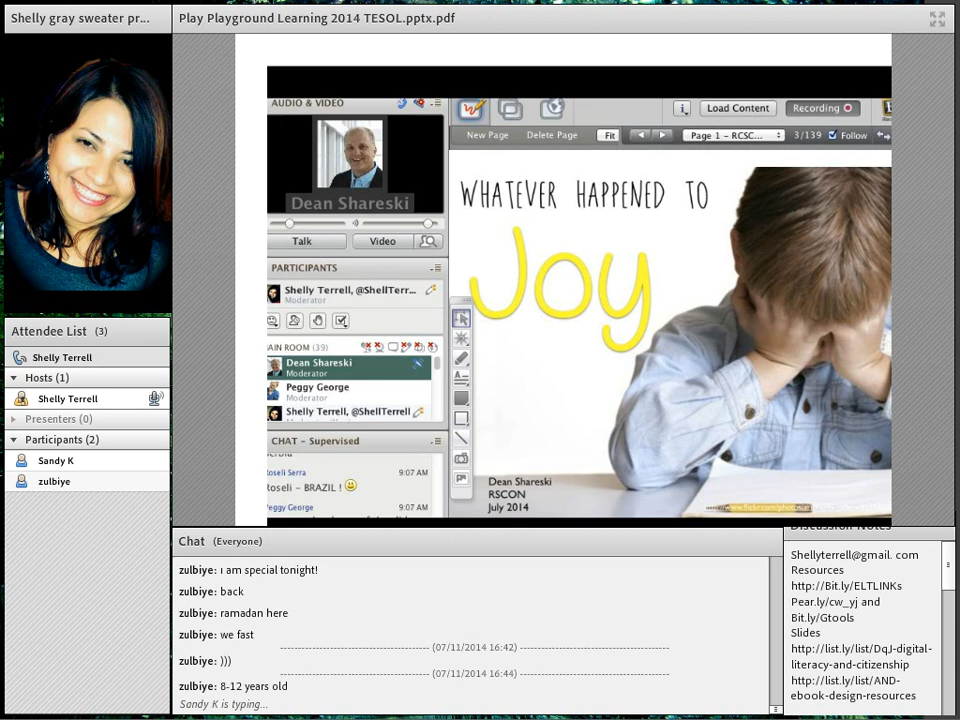 Shelly gray sweater pr...
Play Playground Learning 2014 TESOL.pptx.pdf
AUDIO & VIDEO
Dean Shareski
Talk
Video
PARTICIPANTS
Shelly Terrell, @ShellTerr...
Moderator
MAIN ROOM (39)
Dean Shareski
Moderator
Peggy George
Moderator
Shelly Terrell, @ShellTerrell
CHAT – Supervised
Roseli Serra 9:07 AM
Roseli – BRAZIL !
Peggy George 9:07 AM
Load Content
Recording
New Page
Delete Page
Fit
Page 1 – RCSC...
3/139
Follow
WHATEVER HAPPENED TO
Joy
Dean Shareski
RSCON
July 2014
Attendee List (3)
Shelly Terrell
Hosts (1)
Shelly Terrell
Presenters (0)
Participants (2)
Sandy K
zulbiye
Chat (Everyone)
zulbiye: ı am special tonight!
zulbiye: back
zulbiye: ramadan here
zulbiye: we fast
(07/11/2014 16:42)
zulbiye: )))
(07/11/2014 16:44)
zulbiye: 8-12 years old
Sandy K is typing...
Discussion Notes
Shellyterrell@gmail. com
Resources
http://Bit.ly/ELTLINKs
Pear.ly/cw_yj and
Bit.ly/Gtools
Slides
http://list.ly/list/DqJ-digital-
literacy-and-citizenship
http://list.ly/list/AND-
ebook-design-resources